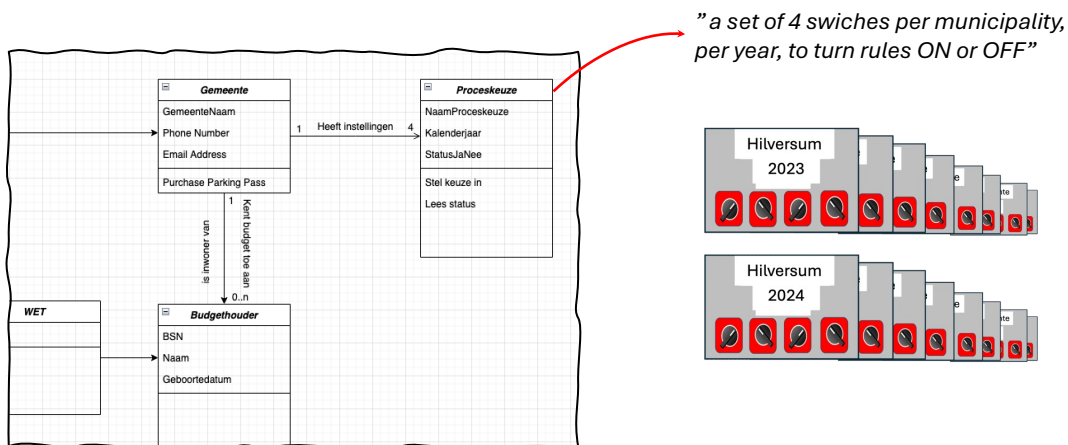 ” a set of 4 swiches per municipality,
per year, to turn rules ON or OFF”
Gemeente
GemeenteNaam
Phone Number
Email Address
Purchase Parking Pass
1
Heeft instellingen
4
Proceskeuze
NaamProceskeuze
Kalenderjaar
StatusJaNee
Stel keuze in
Lees status
1
is inwoner van
Kent budget toe aan
0..n
WET
Budgethouder
BSN
Naam
Geboortedatum
Hilversum
2023
Hilversum
2024